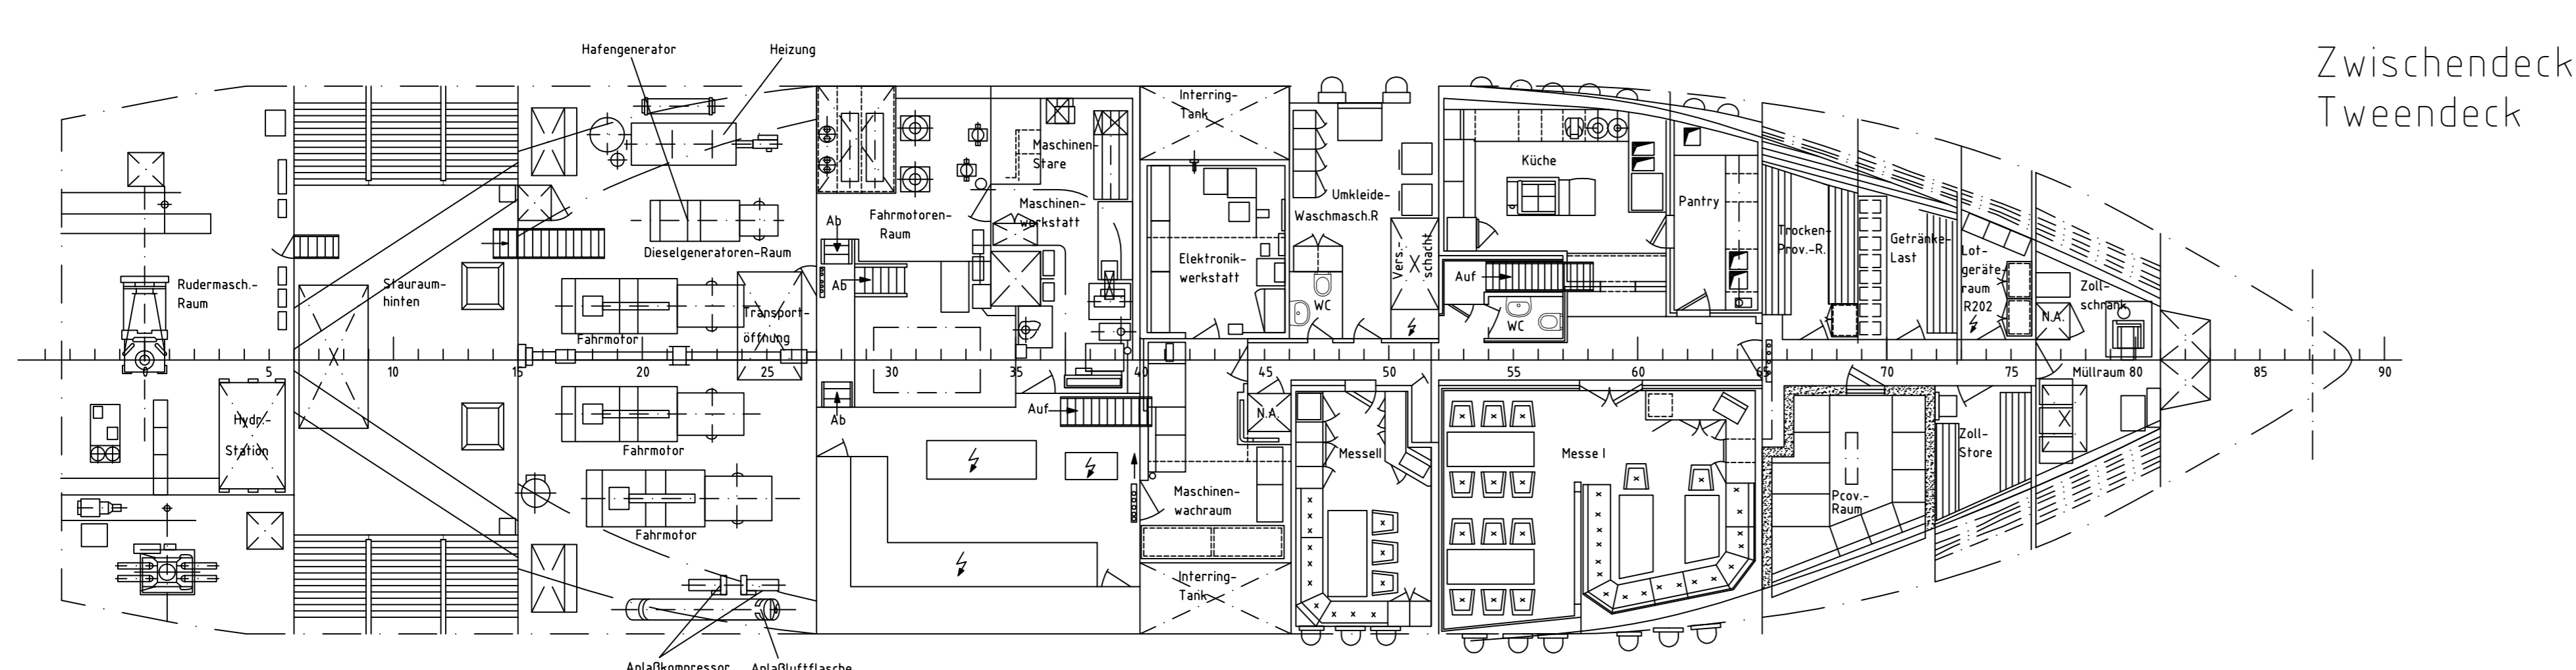 Zwischendeck
Tweendeck
Hafengenerator
Heizung
Interring-
Tank
Maschinen-
Stare
Küche
Umkleide-
Waschmasch.R
Pantry
Maschinen-
werkstatt
Fahrmotoren-
Raum
Ab
Dieselgeneratoren-Raum
Elektronik-
werkstatt
Vers.-
schacht
Trocken-
Prov.-R.
Getränke-
Last
Lot-
geräte-
raum
R202
Zoll-
schrank
N.A.
Rudermasch.-
Raum
Stauraum-
hinten
Ab
Auf
WC
WC
Transport-
öffnung
Fahrmotor
0 5 10 15 20 25 30 35 40 45 50 55 60 65 70 75 Müllraum 80 85 90
Hydr.-
Station
Ab
Auf
N.A.
MesseII
Messe I
Zoll-
Store
Fahrmotor
Maschinen-
wachraum
Pcov.-
Raum
Fahrmotor
Interring-
Tank
Anlaßkompressor
Anlaßluftflasche